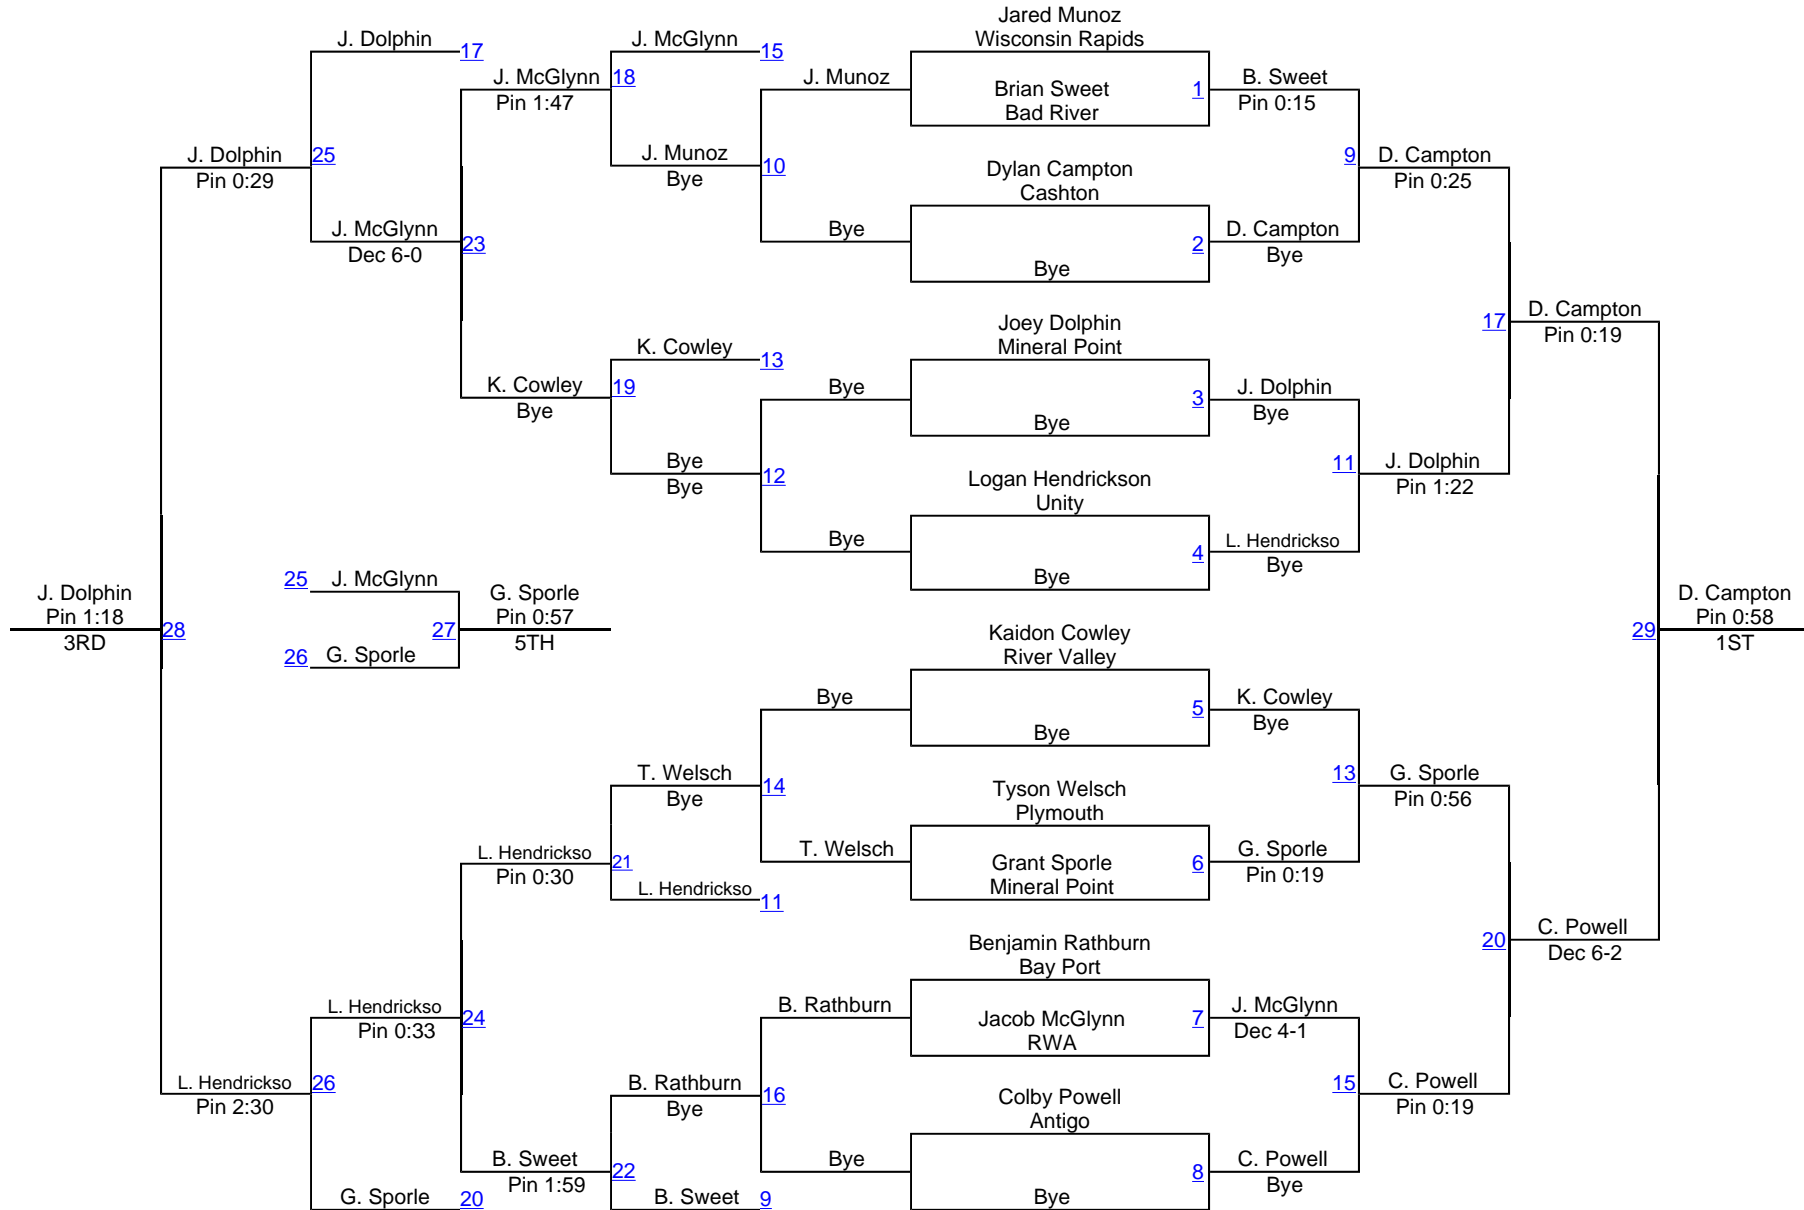 Jared Munoz
Wisconsin Rapids
J. Dolphin
17
J. McGlynn
15
J. McGlynn
18
Pin 1:47
J. Munoz
Brian Sweet
Bad River
1
B. Sweet
Pin 0:15
J. Dolphin
25
Pin 0:29
J. Munoz
Bye
10
Dylan Campton
Cashton
9
D. Campton
Pin 0:25
J. McGlynn
Dec 6-0
23
Bye
Bye
2
D. Campton
Bye
Joey Dolphin
Mineral Point
17
D. Campton
Pin 0:19
K. Cowley
13
K. Cowley
Bye
19
Bye
Bye
3
J. Dolphin
Bye
Bye
Bye
12
Logan Hendrickson
Unity
11
J. Dolphin
Pin 1:22
Bye
Bye
4
L. Hendrickso
Bye
J. Dolphin
Pin 1:18
3RD
28
25
J. McGlynn
26
G. Sporle
27
G. Sporle
Pin 0:57
5TH
29
D. Campton
Pin 0:58
1ST
Kaidon Cowley
River Valley
Bye
Bye
5
K. Cowley
Bye
T. Welsch
Bye
14
Tyson Welsch
Plymouth
13
G. Sporle
Pin 0:56
L. Hendrickso
Pin 0:30
21
T. Welsch
Grant Sporle
Mineral Point
6
G. Sporle
Pin 0:19
L. Hendrickso
11
Benjamin Rathburn
Bay Port
20
C. Powell
Dec 6-2
L. Hendrickso
Pin 0:33
24
B. Rathburn
Jacob McGlynn
RWA
7
J. McGlynn
Dec 4-1
L. Hendrickso
Pin 2:30
26
B. Rathburn
Bye
16
Colby Powell
Antigo
15
C. Powell
Pin 0:19
B. Sweet
Pin 1:59
22
Bye
Bye
8
C. Powell
Bye
G. Sporle
20
B. Sweet
9